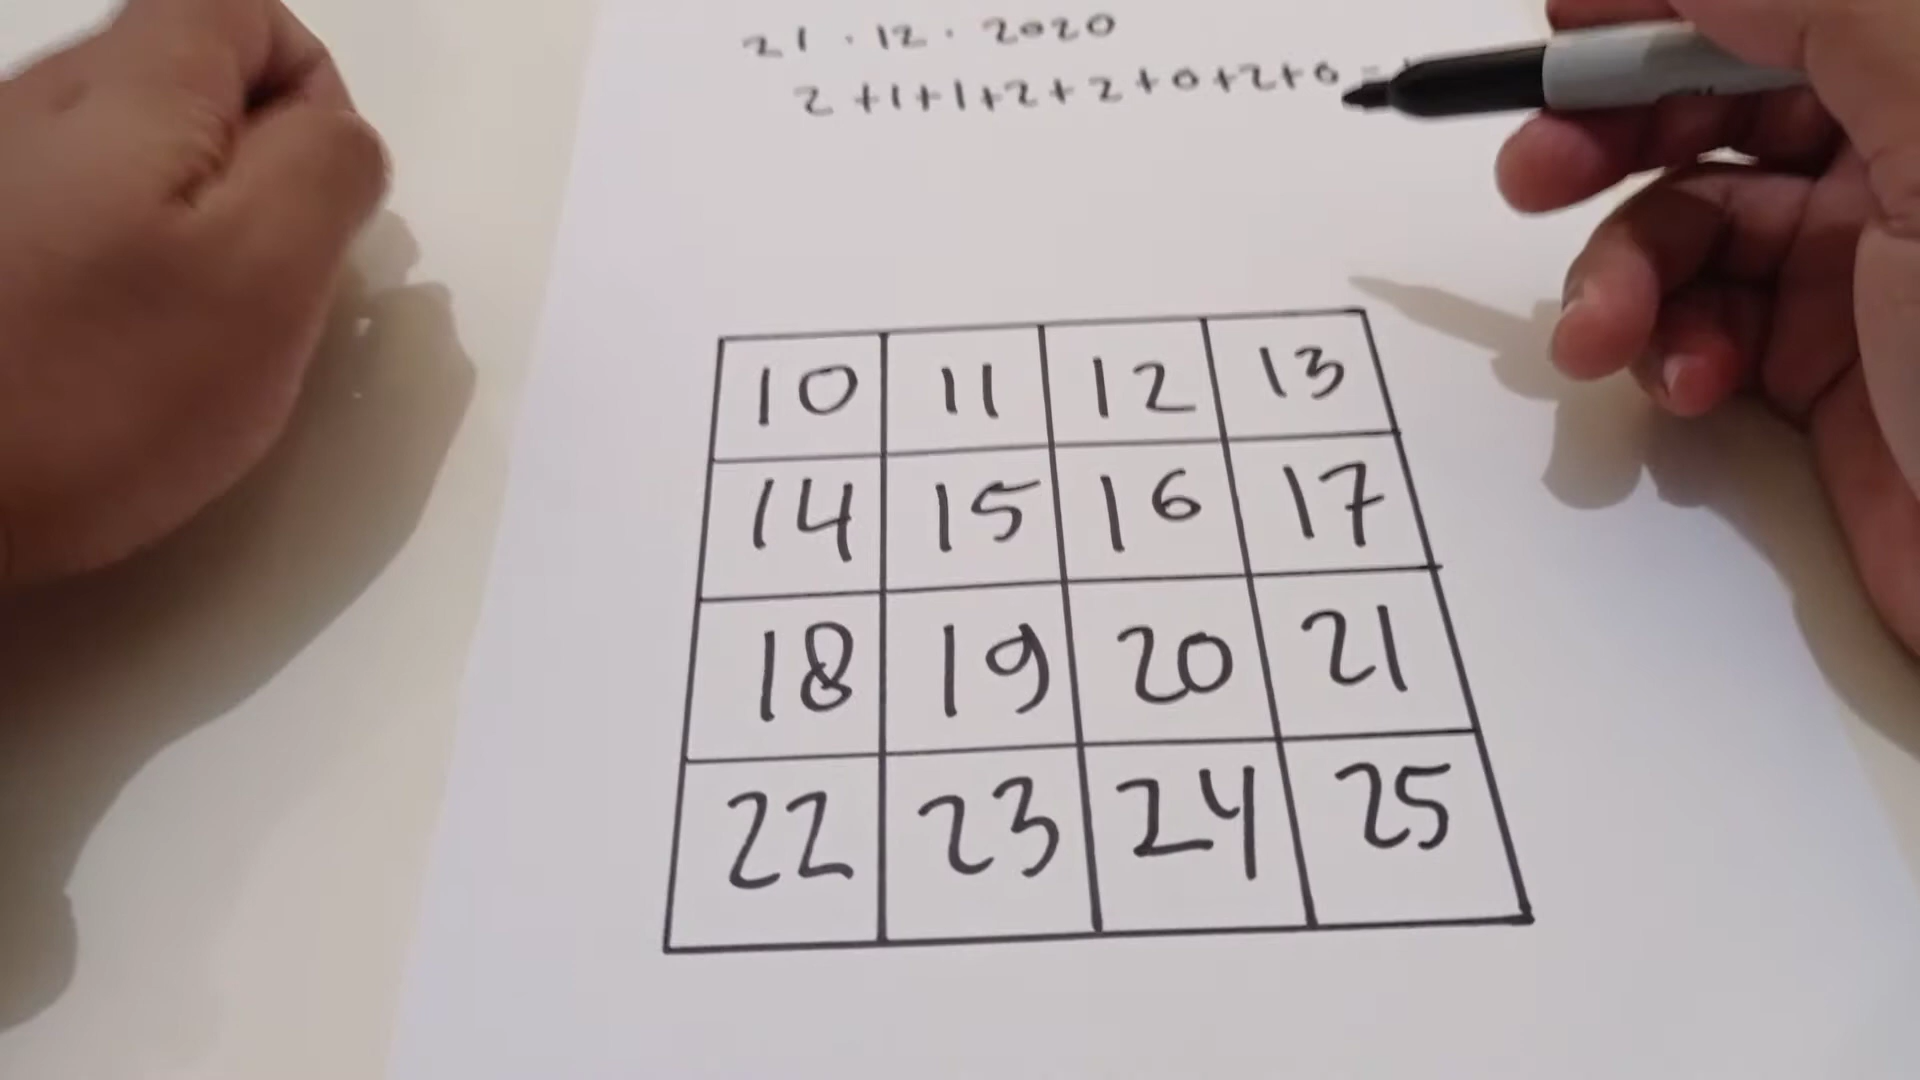 21 . 12 . 2020
2 +1+1+2+2+0+2+0 =
10 11 12 13
14 15 16 17
18 19 20 21
22 23 24 25